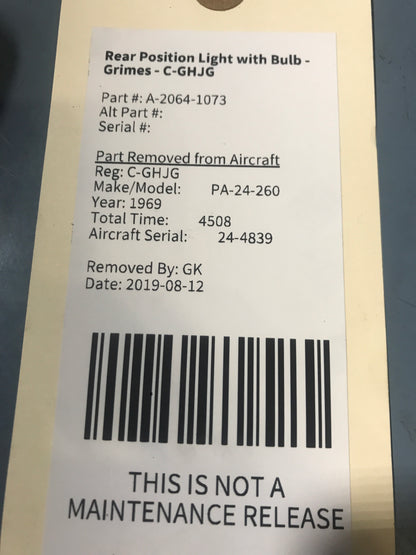 Rear Position Light with Bulb -
Grimes - C-GHJG
Part #: A-2064-1073
Alt Part #:
Serial #:
Part Removed from Aircraft
Reg: C-GHJG
Make/Model: PA-24-260
Year: 1969
Total Time: 4508
Aircraft Serial: 24-4839
Removed By: GK
Date: 2019-08-12
THIS IS NOT A
MAINTENANCE RELEASE